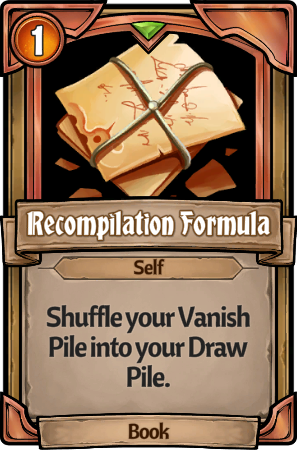 1
Recompilation Formula
Self
Shuffle your Vanish
Pile into your Draw
Pile.
Book